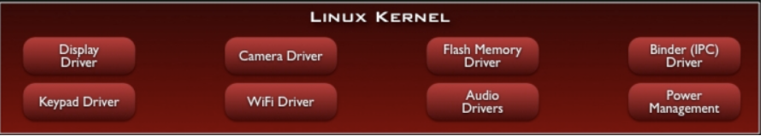 LINUX KERNEL
Display
Driver
Camera Driver
Flash Memory
Driver
Binder (IPC)
Driver
Keypad Driver
WiFi Driver
Audio
Drivers
Power
Management